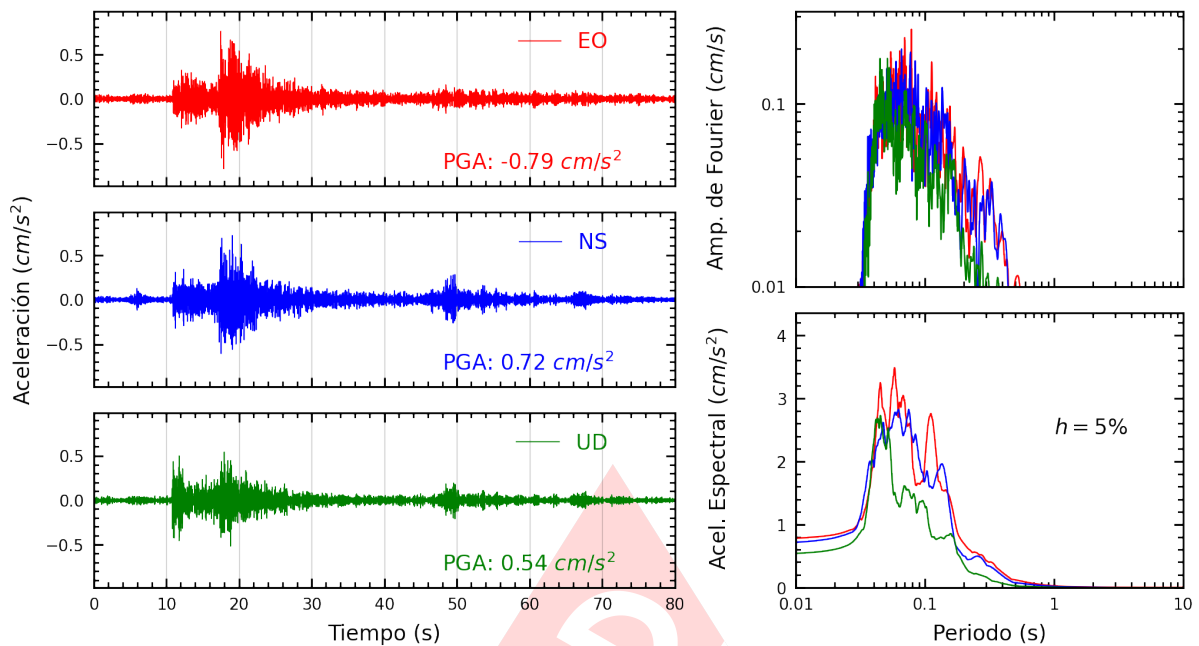 Aceleración (cm/s²)
0.5
0.0
−0.5
EO
PGA: -0.79 cm/s²
0.5
0.0
−0.5
NS
PGA: 0.72 cm/s²
0.5
0.0
−0.5
UD
PGA: 0.54 cm/s²
0 10 20 30 40 50 60 70 80
Tiempo (s)
Amp. de Fourier (cm/s)
0.1
0.01
Acel. Espectral (cm/s²)
4
3
2
1
0
h = 5%
0.01 0.1 1 10
Periodo (s)